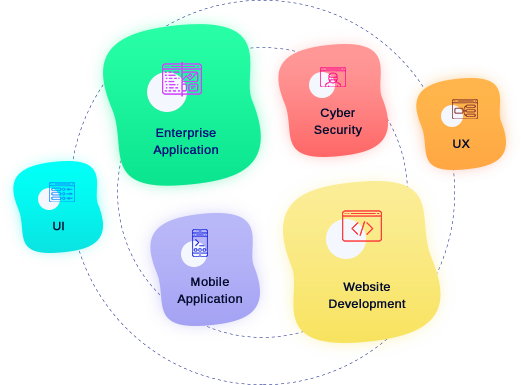 Enterprise
Application
Cyber
Security
UX
UI
Mobile
Application
Website
Development